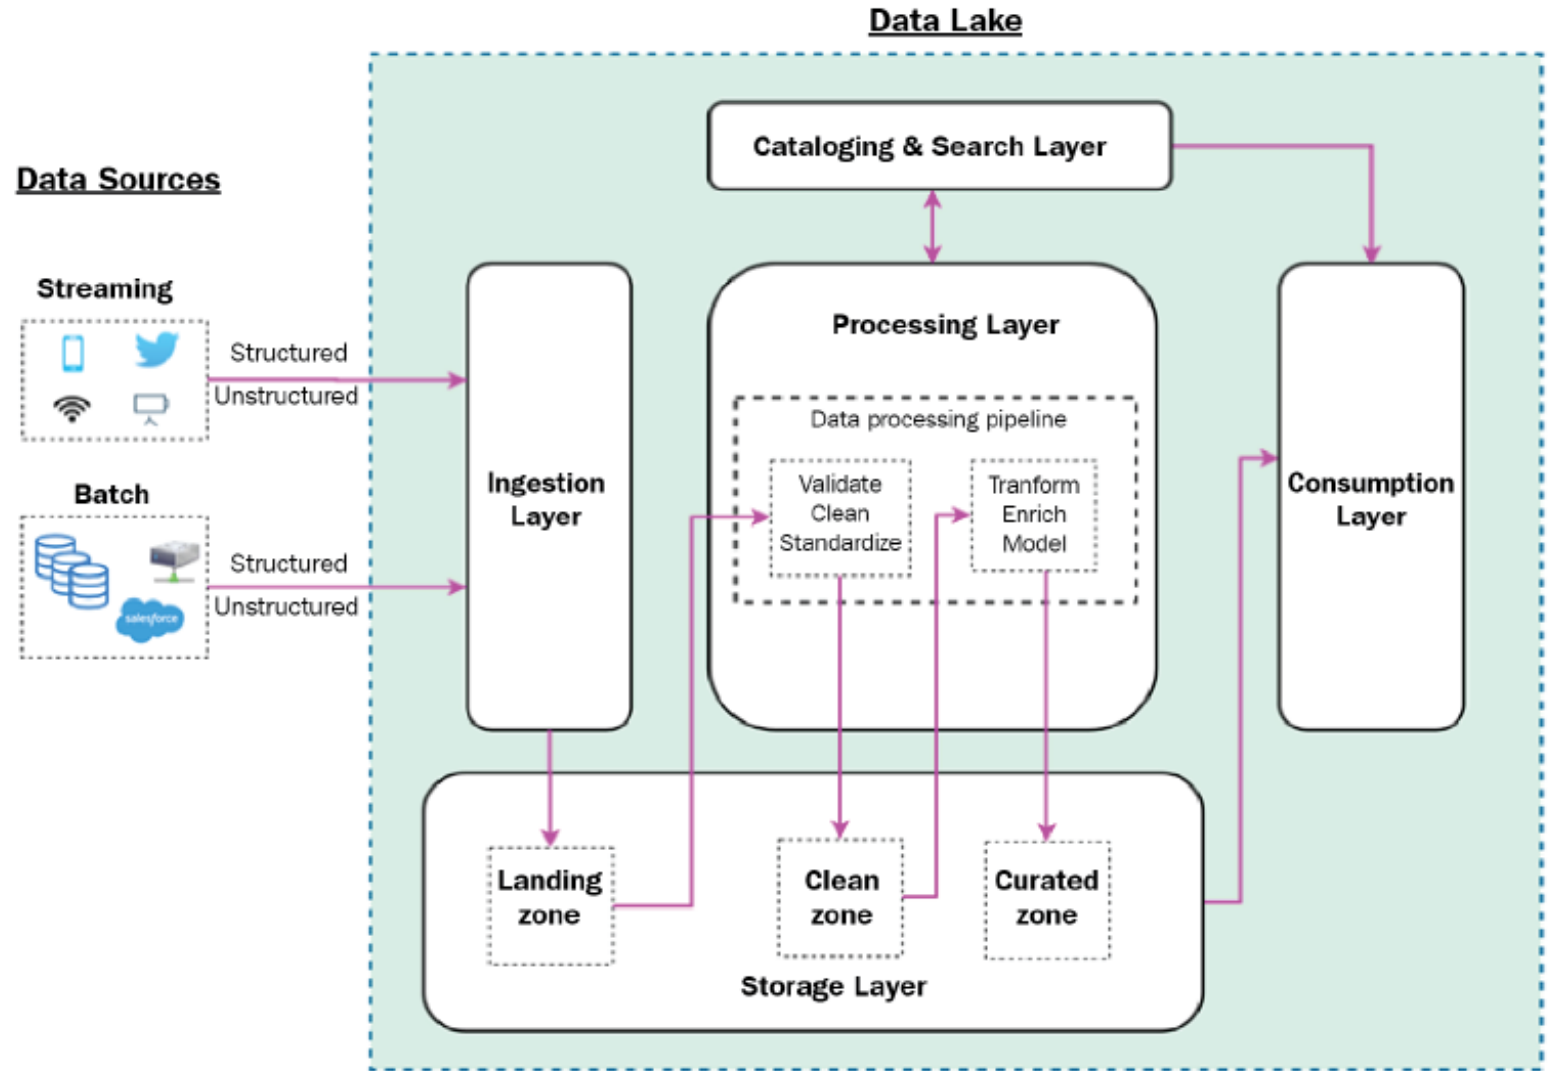 Data Lake
Data Sources
Cataloging & Search Layer
Streaming
Structured
Unstructured
Batch
salesforce
Structured
Unstructured
Ingestion
Layer
Processing Layer
Data processing pipeline
Validate
Clean
Standardize
Tranform
Enrich
Model
Consumption
Layer
Landing
zone
Clean
zone
Curated
zone
Storage Layer